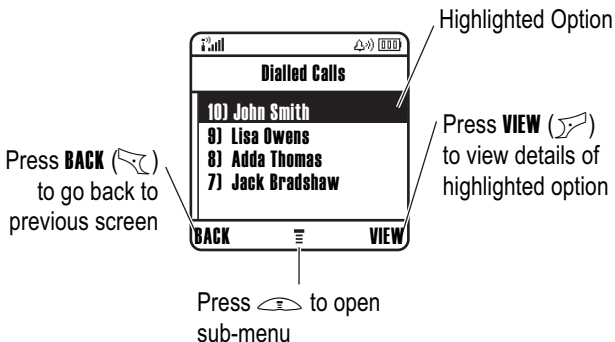 Highlighted Option
Dialled Calls
10) John Smith
9) Lisa Owens
8) Adda Thomas
7) Jack Bradshaw
BACK
VIEW
Press BACK ( )
to go back to
previous screen
Press VIEW ( )
to view details of
highlighted option
Press to open
sub-menu